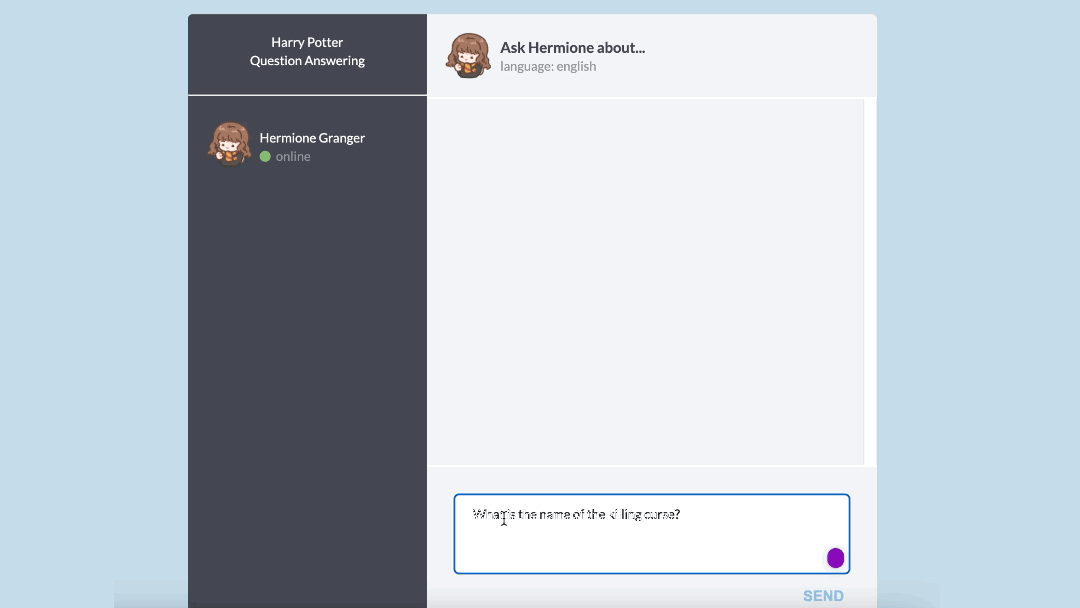 Harry Potter
Question Answering
Ask Hermione about...
language: english
Hermione Granger
online
What's the name of the killing curse?
SEND